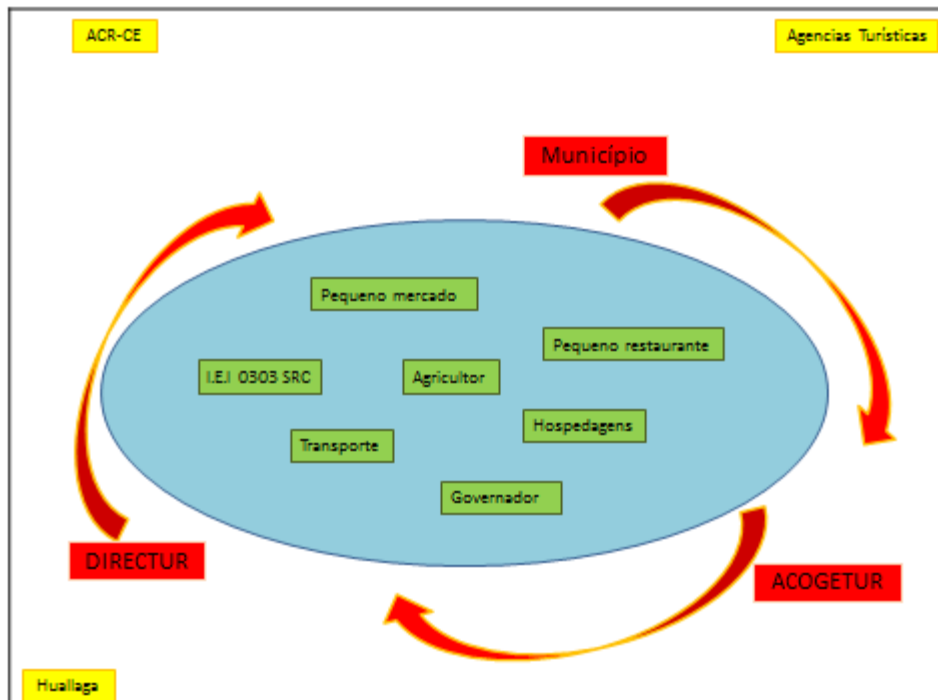 ACR-CE
Agencias Turísticas
Município
Pequeno mercado
Pequeno restaurante
I.E.I 0303 SRC
Agricultor
Hospedagens
Transporte
Governador
DIRECTUR
ACOGETUR
Huallaga